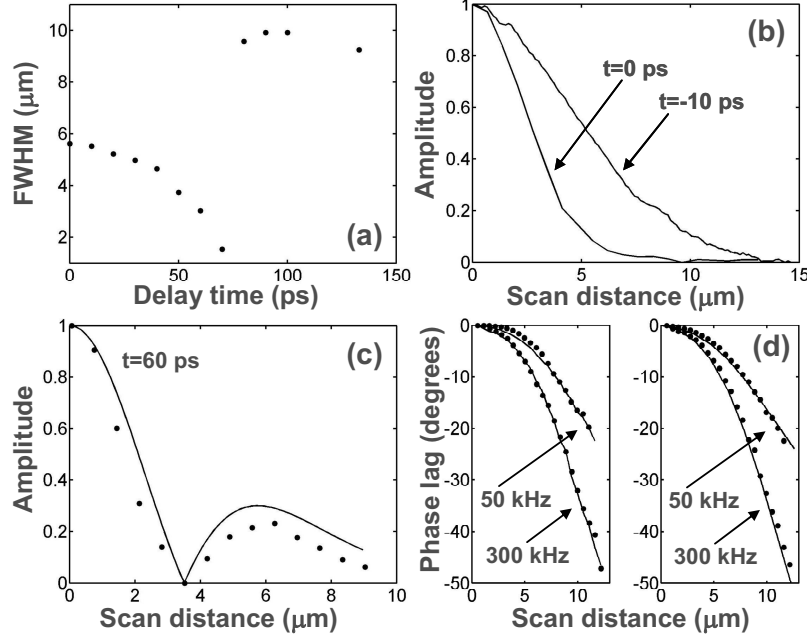 10
8
6
4
2
FWHM (μm)
0
50
100
150
Delay time (ps)
(a)
1
0.8
0.6
0.4
0.2
0
Amplitude
0
5
10
15
Scan distance (μm)
(b)
t=0 ps
t=-10 ps
1
0.8
0.6
0.4
0.2
0
Amplitude
0
2
4
6
8
10
Scan distance (μm)
(c)
t=60 ps
0
-10
-20
-30
-40
-50
Phase lag (degrees)
0
5
10
50 kHz
300 kHz
0
-10
-20
-30
-40
-50
0
5
10
(d)
50 kHz
300 kHz
Scan distance (μm)